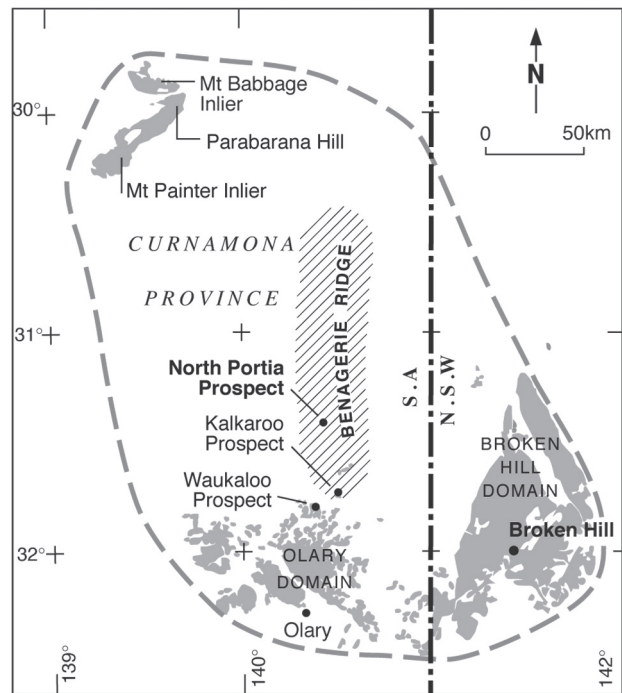 Mt Babbage
Inlier
N
30°
0 50km
Parabarana Hill
Mt Painter Inlier
CURNAMONA
PROVINCE
BENAGERIE RIDGE
31°
S.A
N.S.W
North Portia
Prospect
Kalkaroo
Prospect
Waukaloo
Prospect
BROKEN
HILL
DOMAIN
Broken Hill
32°
OLARY
DOMAIN
Olary
139°
140°
142°